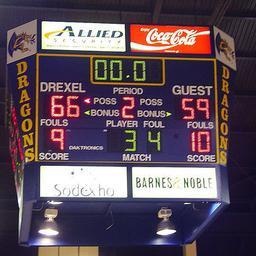 ALLIED
SECURITY
Coca-Cola
DRAGONS
DRAGONS
00.0
DREXEL
PERIOD
GUEST
66
POSS 2 POSS
59
BONUS BONUS
FOULS
PLAYER FOUL
FOULS
9
DAKTRONICS
3 4
10
SCORE
MATCH
SCORE
Sodexho
BARNES & NOBLE